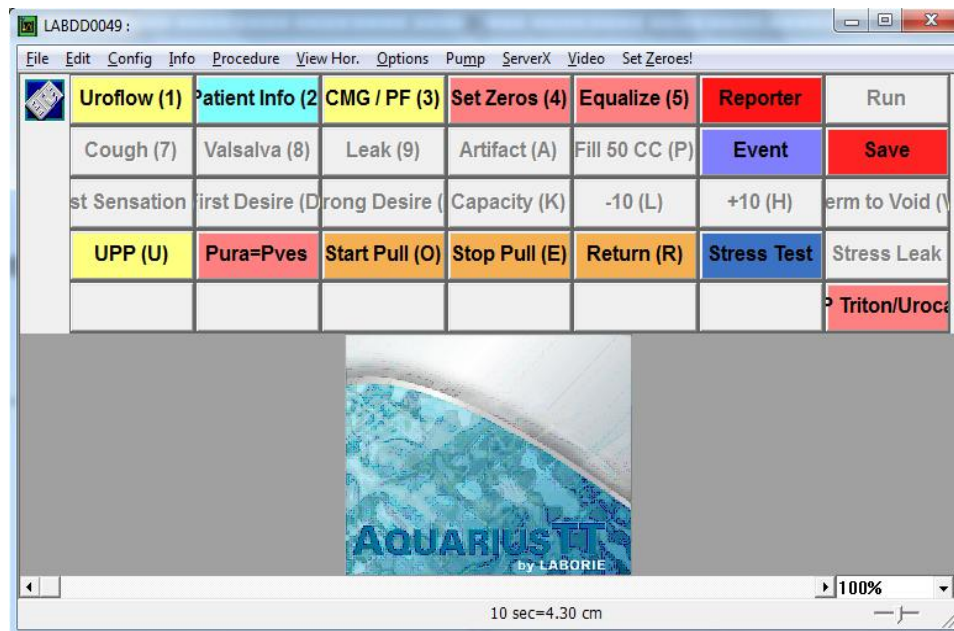 LABDD0049 :
File Edit Config Info Procedure View Hor. Options Pump ServerX Video Set Zeroes!
Uroflow (1) Patient Info (2 CMG / PF (3) Set Zeros (4) Equalize (5) Reporter Run
Cough (7) Valsalva (8) Leak (9) Artifact (A) Fill 50 CC (P) Event Save
st Sensation First Desire (D rong Desire ( Capacity (K) -10 (L) +10 (H) erm to Void (V
UPP (U) Pura=Pves Start Pull (O) Stop Pull (E) Return (R) Stress Test Stress Leak
P Triton/Uroca
AQUARIUS TT
by LABORIE
100%
10 sec=4.30 cm